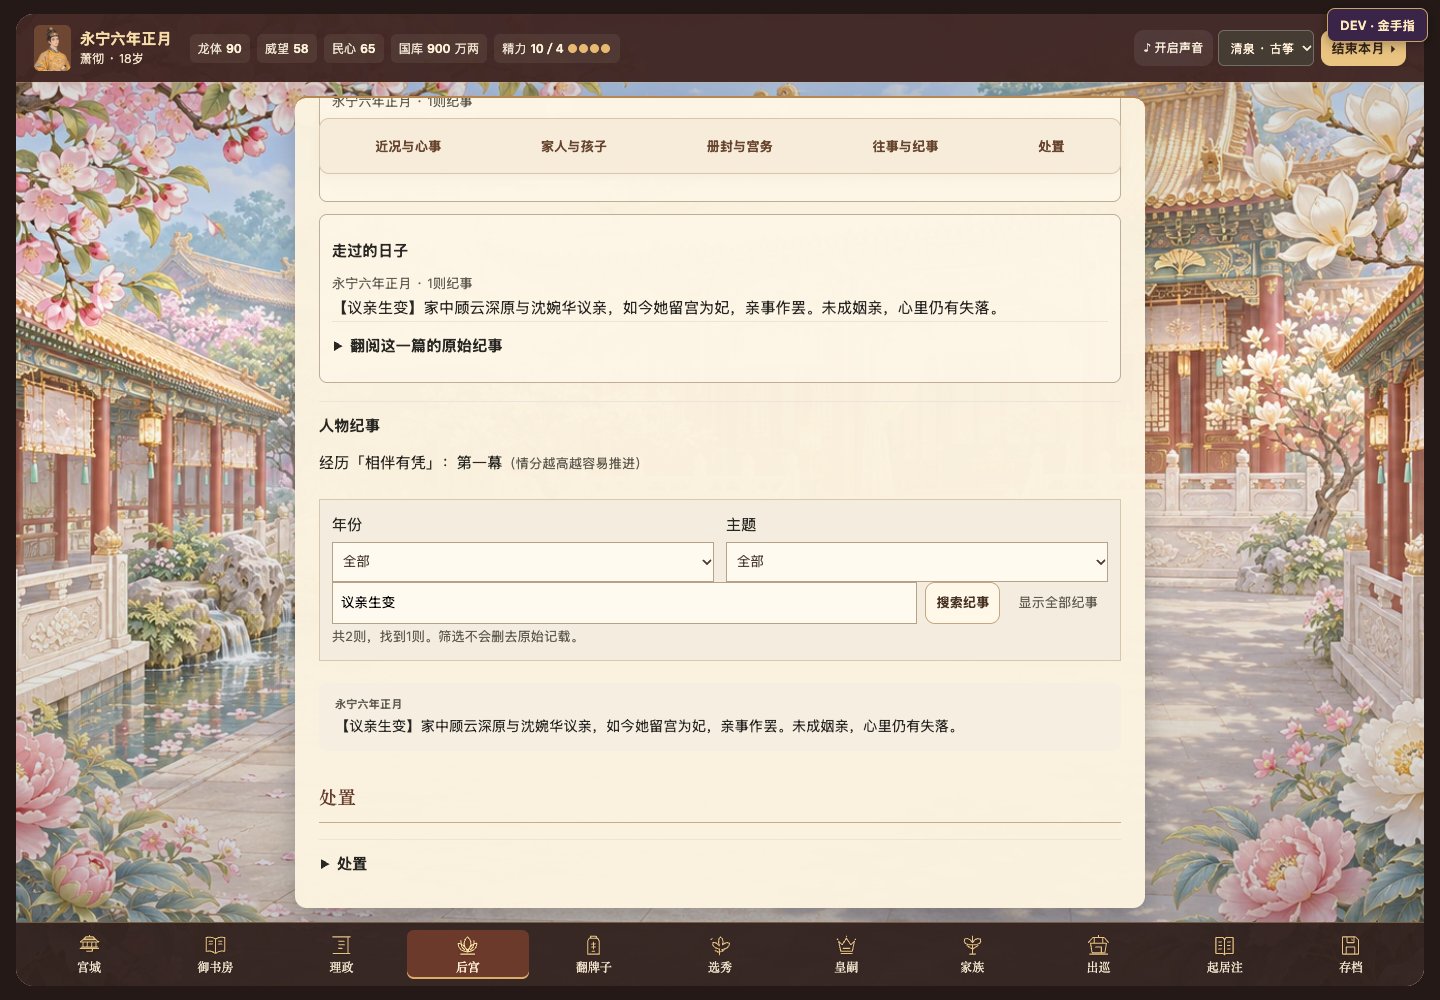 DEV · 金手指
永宁六年正月
萧彻 · 18岁
龙体 90
威望 58
民心 65
国库 900 万两
精力 10 / 4
♪ 开启声音
清泉 · 古筝
结束本月 ›
永宁六年正月 · 1则纪事
近况与心事
家人与孩子
册封与宫务
往事与纪事
处置
走过的日子
永宁六年正月 · 1则纪事
【议亲生变】家中顾云深原与沈婉华议亲，如今她留宫为妃，亲事作罢。未成姻亲，心里仍有失落。
▶ 翻阅这一篇的原始纪事
人物纪事
经历「相伴有凭」：第一幕（情分越高越容易推进）
年份
主题
全部
全部
议亲生变
搜索纪事
显示全部纪事
共2则，找到1则。筛选不会删去原始记载。
永宁六年正月
【议亲生变】家中顾云深原与沈婉华议亲，如今她留宫为妃，亲事作罢。未成姻亲，心里仍有失落。
处置
▶ 处置
宫城
御书房
理政
后宫
翻牌子
选秀
皇嗣
家族
出巡
起居注
存档